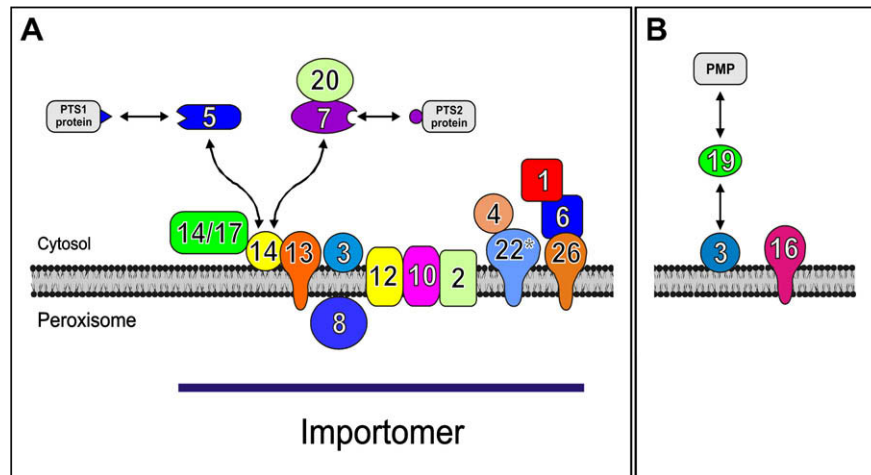 A
B
20
PMP
PTS1
protein
5
7
PTS2
protein
19
1
4
6
14/17
Cytosol
14
13
3
22*
26
3
16
12
10
2
Peroxisome
8
Importomer